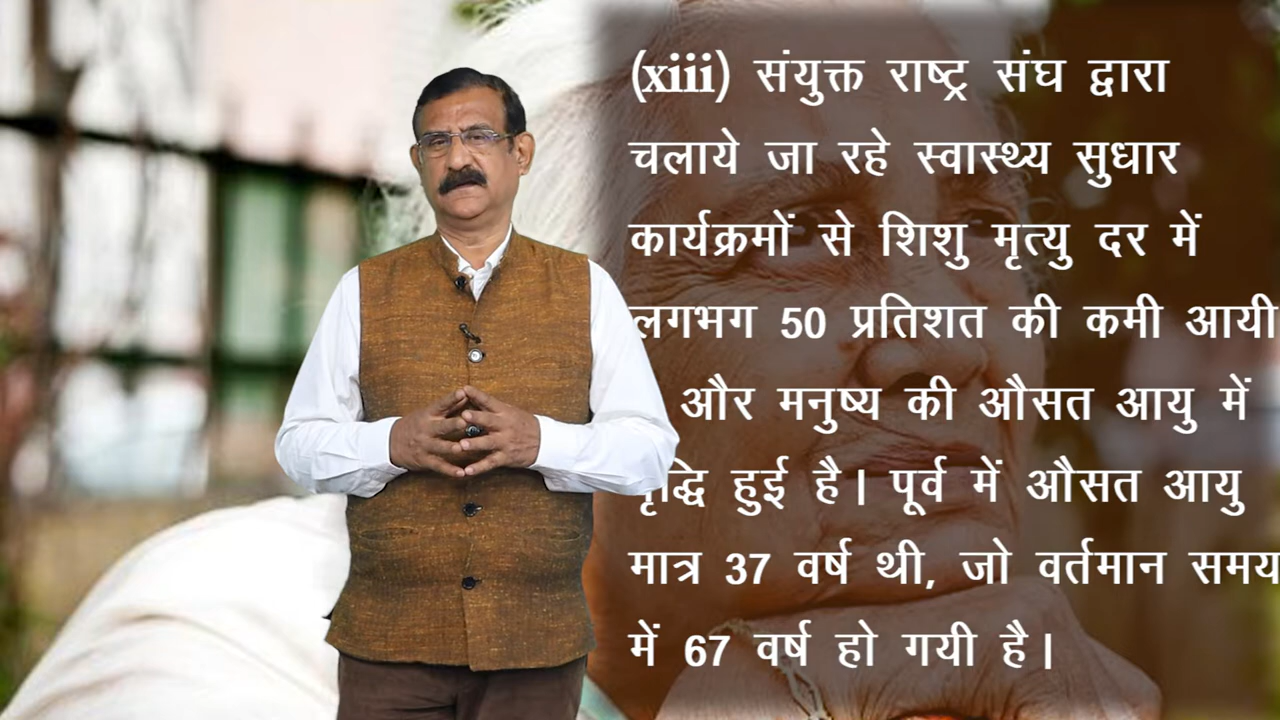 (xiii) संयुक्त राष्ट्र संघ द्वारा
चलाये जा रहे स्वास्थ्य सुधार
कार्यक्रमों से शिशु मृत्यु दर में
लगभग 50 प्रतिशत की कमी आयी
और मनुष्य की औसत आयु में
हुई है। पूर्व में औसत आयु
मात्र 37 वर्ष थी, जो वर्तमान समय
में 67 वर्ष हो गयी है।